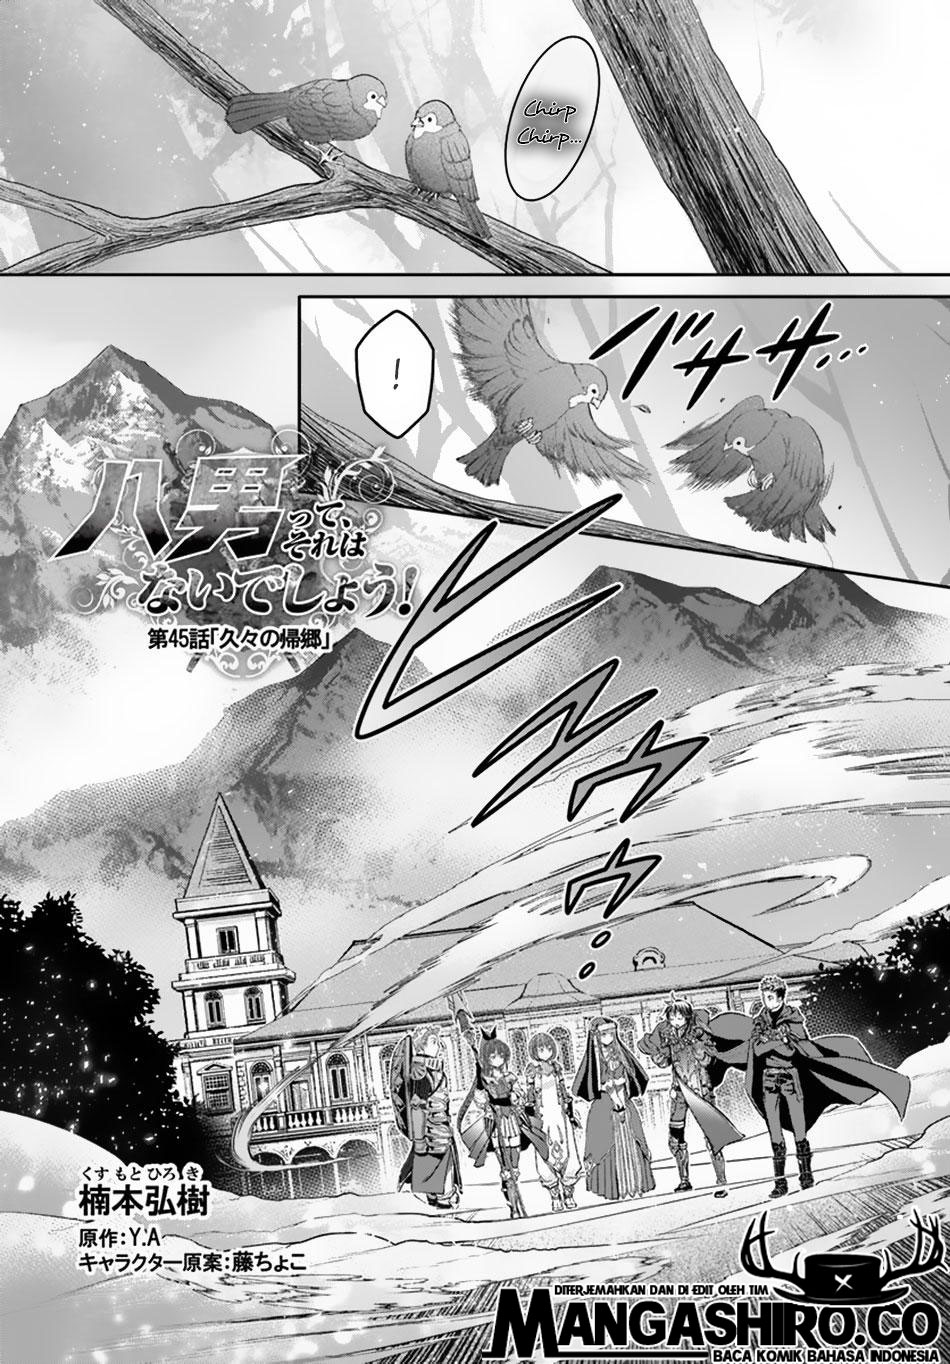 Chirp
Chirp...
バササ...
!
八男って、
それは
ないでしょう!
第45話「久々の帰郷」
ヒュウゥ。
くすもとひろき
楠本弘樹
原作:Y.A
キャラクター原案:藤ちょこ
DITERJEMAHKAN DAN DI EDIT OLEH TIM
MANGASHIRO.CO
BACA KOMIK BAHASA INDONESIA